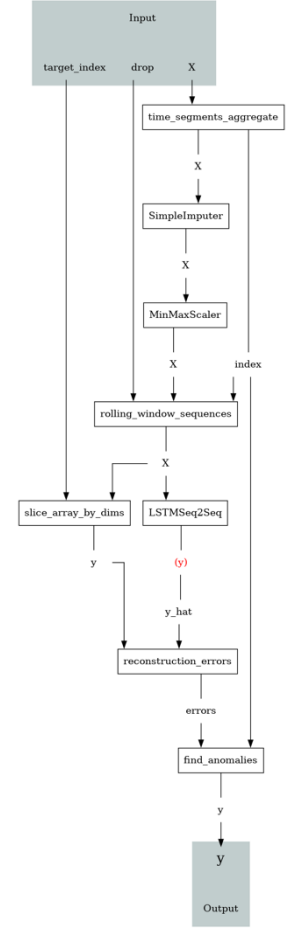 Input
target_index drop X
time_segments_aggregate
X
SimpleImputer
X
MinMaxScaler
X index
rolling_window_sequences
X
slice_array_by_dims LSTMSeq2Seq
y (y)
y_hat
reconstruction_errors
errors
find_anomalies
y
y
Output